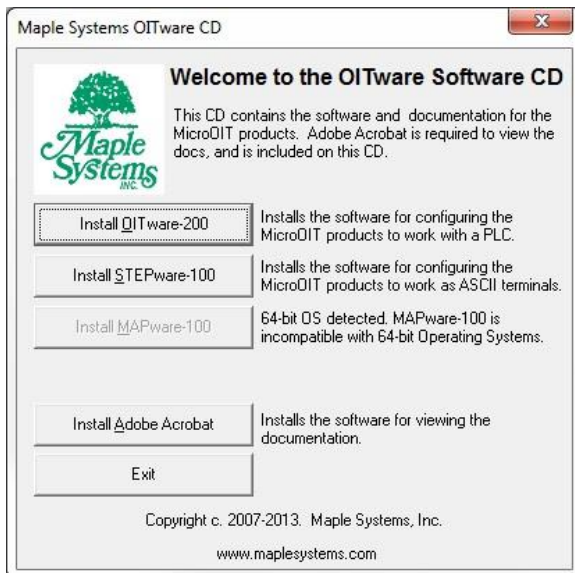 Maple Systems OITware CD
Maple
Systems
INC.
Welcome to the OITware Software CD
This CD contains the software and documentation for the
MicroOIT products. Adobe Acrobat is required to view the
docs, and is included on this CD.
Install OITware-200
Installs the software for configuring the
MicroOIT products to work with a PLC.
Install STEPware-100
Installs the software for configuring the
MicroOIT products to work as ASCII terminals.
Install MAPware-100
64-bit OS detected. MAPware-100 is
incompatible with 64-bit Operating Systems.
Install Adobe Acrobat
Installs the software for viewing the
documentation.
Exit
Copyright c. 2007-2013. Maple Systems, Inc.
www.maplesystems.com